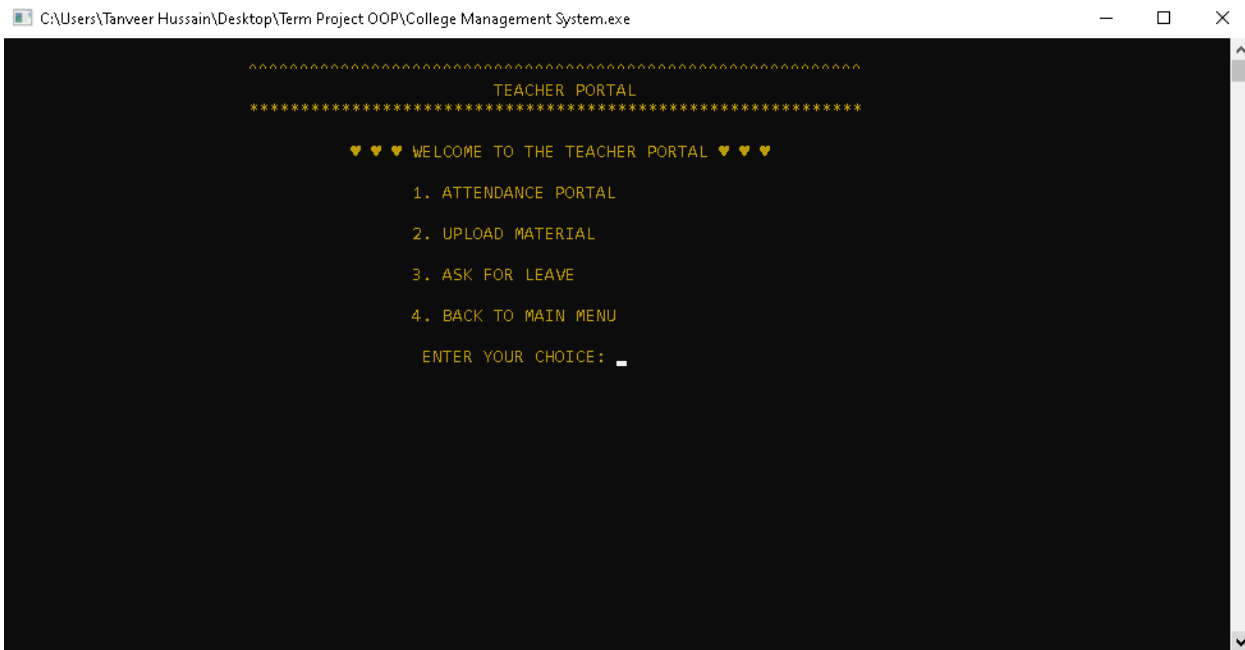 C:\Users\Tanveer Hussain\Desktop\Term Project OOP\College Management System.exe
^^^^^^^^^^^^^^^^^^^^^^^^^^^^^^^^^^^^^^^^^^^^^^^^^^^^^^^^^^^^
TEACHER PORTAL
************************************************************
♥ ♥ ♥ WELCOME TO THE TEACHER PORTAL ♥ ♥ ♥
1. ATTENDANCE PORTAL
2. UPLOAD MATERIAL
3. ASK FOR LEAVE
4. BACK TO MAIN MENU
ENTER YOUR CHOICE: _